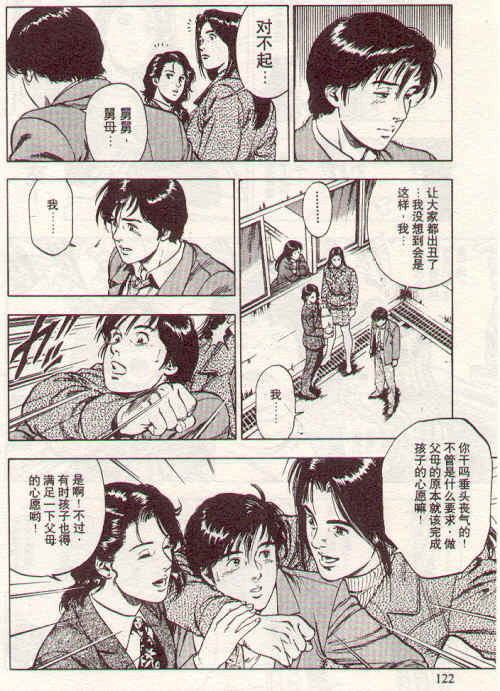 对不起…
舅舅，
舅母…
让大家都出丑了
…我没想到会是
这样，我…
………
我……
我……
你干吗垂头丧气的！
不管是什么要求，做
父母的原本就该完成
孩子的心愿嘛！
是啊！不过，
有时孩子也得
满足一下父母
的心愿哟！
122